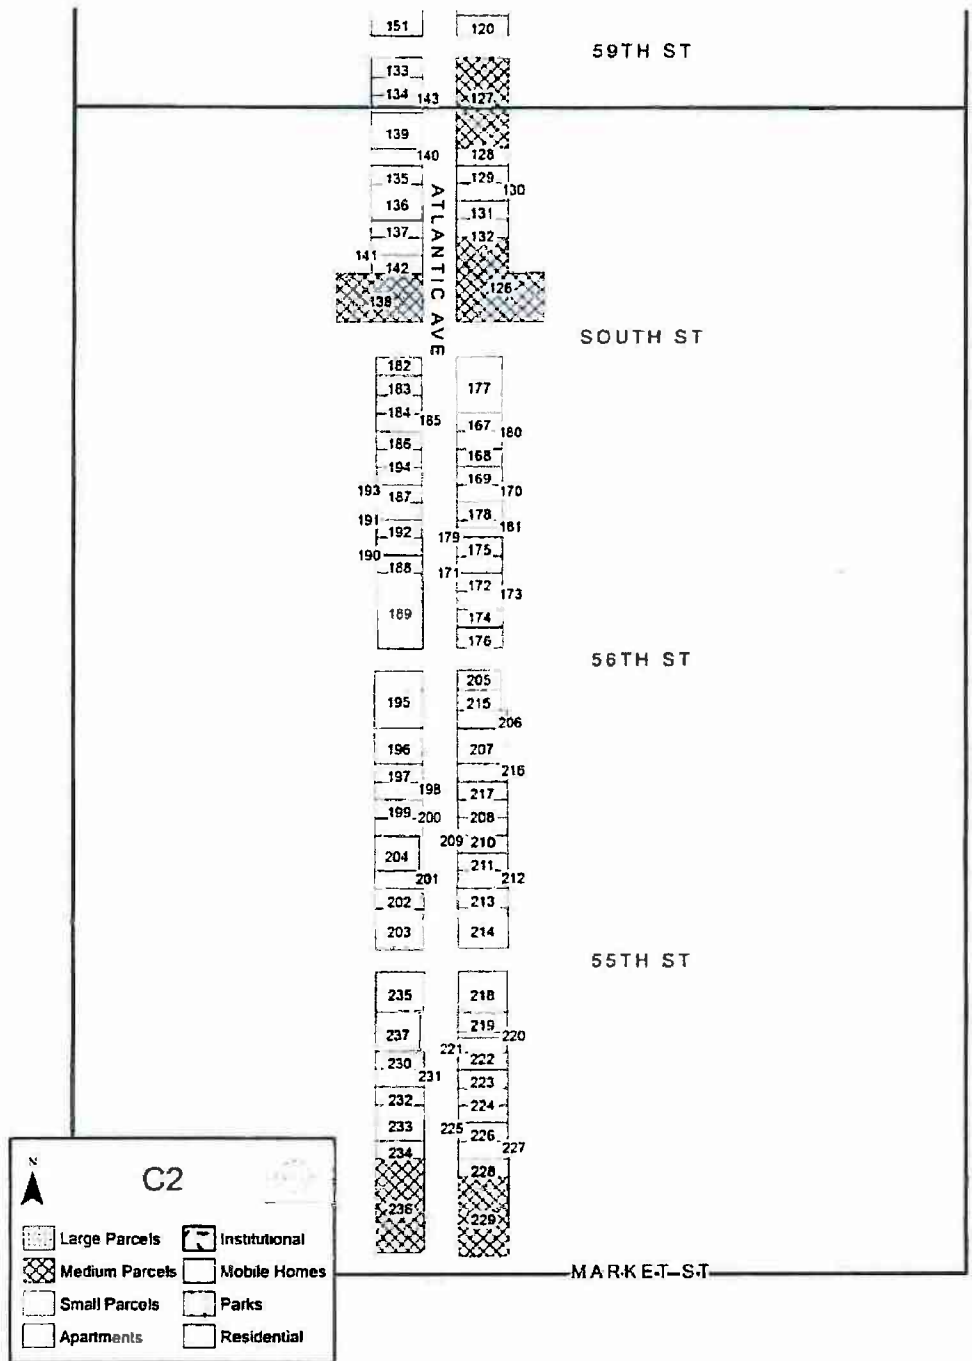 151 120
59TH ST
133
134 143 127
139
140 128
135 129
130
136
131
137 132
141
142
138 126
ATLANTIC AVE
SOUTH ST
182
183 177
184 185 167 180
186 168
194 169
193 187 170
178
191 181
192 179
190 175
188 171 172
173
189 174
176
56TH ST
205
195 215
206
196 207
197 216
198 217
199 200 208
209 210
204 211
201 212
202 213
203 214
55TH ST
235 218
219
237 220
221
230 222
231 223
232 224
233 225 226
227
234 228
236 229
MARKET ST
N
C2
Large Parcels Institutional
Medium Parcels Mobile Homes
Small Parcels Parks
Apartments Residential